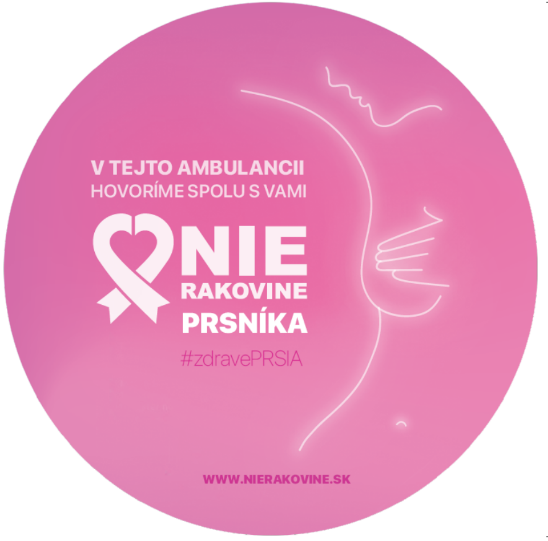 V TEJTO AMBULANCII
HOVORÍME SPOLU S VAMI
NIE
RAKOVINE
PRSNÍKA
#zdravePRSIA
WWW.NIERAKOVINE.SK